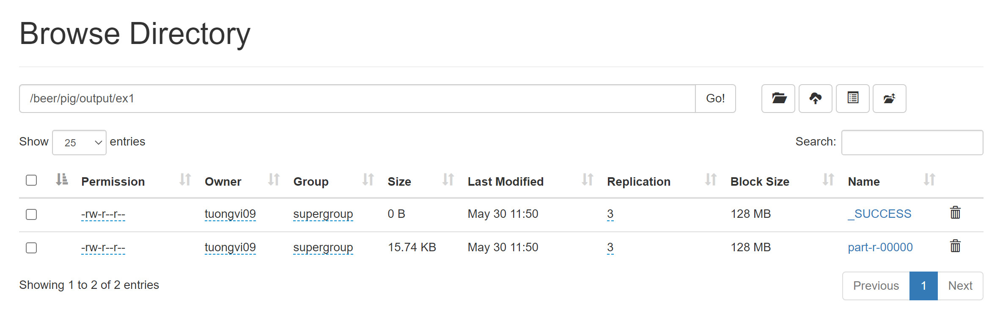 Browse Directory
/beer/pig/output/ex1 Go!
Show 25 entries Search:
Permission Owner Group Size Last Modified Replication Block Size Name
-rw-r--r-- tuongvi09 supergroup 0 B May 30 11:50 3 128 MB _SUCCESS
-rw-r--r-- tuongvi09 supergroup 15.74 KB May 30 11:50 3 128 MB part-r-00000
Showing 1 to 2 of 2 entries Previous 1 Next